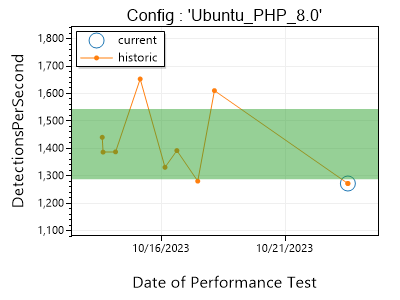 Config : 'Ubuntu_PHP_8.0'
current
historic
1,800
1,700
1,600
1,500
1,400
1,300
1,200
1,100
DetectionsPerSecond
10/16/2023
10/21/2023
Date of Performance Test